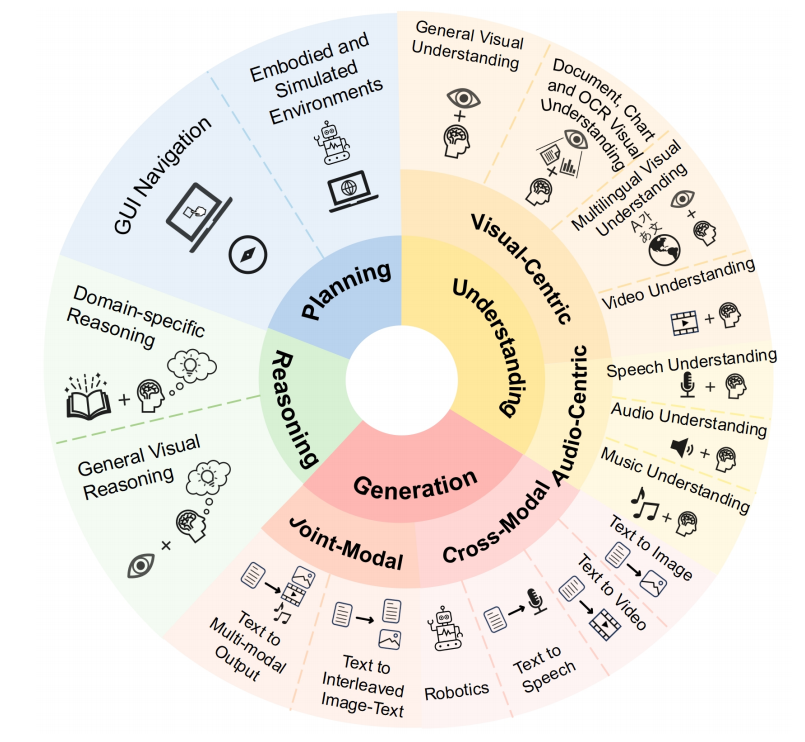 General Visual
Understanding
Document, Chart
and OCR Visual
Understanding
Multilingual Visual
Understanding
A가
あ文
Video Understanding
Speech Understanding
Audio Understanding
Music Understanding
Text to Image
Text to Video
Text to
Speech
Robotics
Text to
Interleaved
Image-Text
Text to
Multi-modal
Output
General Visual
Reasoning
Domain-specific
Reasoning
GUI Navigation
Embodied and
Simulated
Environments
Visual-Centric
Audio-Centric
Cross-Modal
Joint-Modal
Understanding
Generation
Reasoning
Planning